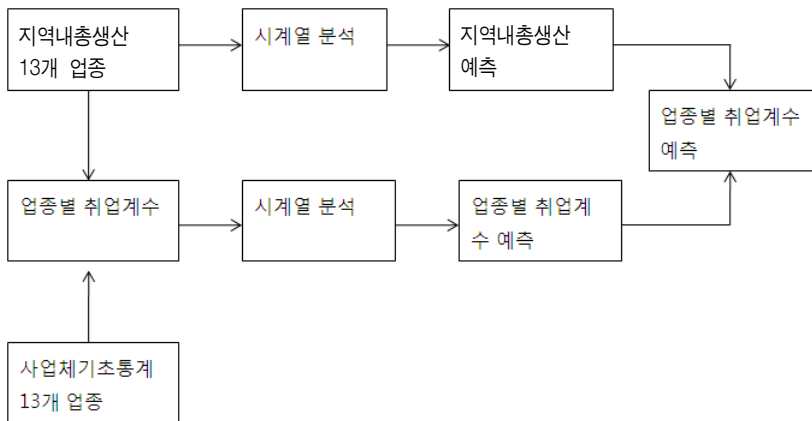 지역내총생산
13개 업종
시계열 분석
지역내총생산
예측
업종별 취업계수
예측
업종별 취업계수
시계열 분석
업종별 취업계
수 예측
사업체기초통계
13개 업종